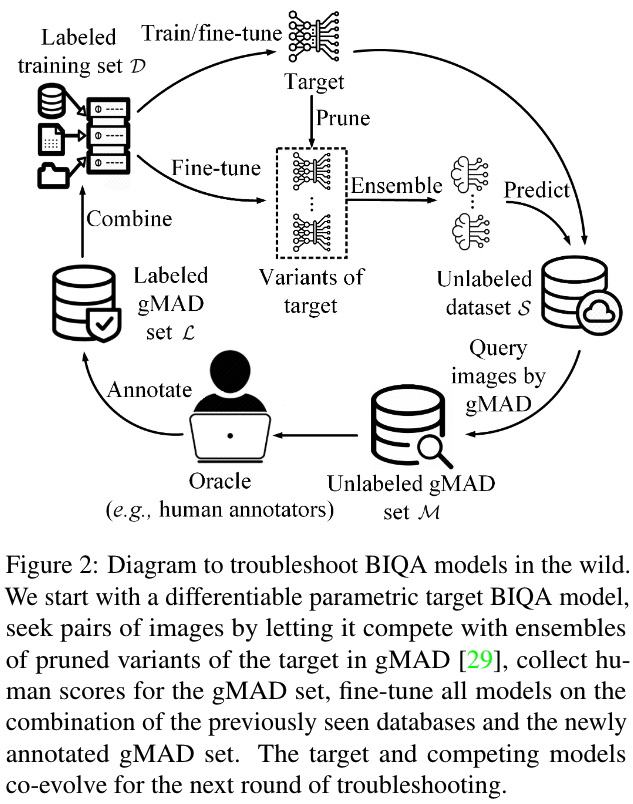 Labeled
training set 𝒟
Train/fine-tune
Target
Prune
Fine-tune
Ensemble
Predict
Combine
Variants of
target
Labeled
gMAD
set ℒ
Unlabeled
dataset 𝒮
Query
images by
gMAD
Annotate
Oracle
(e.g., human annotators)
Unlabeled gMAD
set ℳ
Figure 2: Diagram to troubleshoot BIQA models in the wild.
We start with a differentiable parametric target BIQA model,
seek pairs of images by letting it compete with ensembles
of pruned variants of the target in gMAD [29], collect hu-
man scores for the gMAD set, fine-tune all models on the
combination of the previously seen databases and the newly
annotated gMAD set. The target and competing models
co-evolve for the next round of troubleshooting.